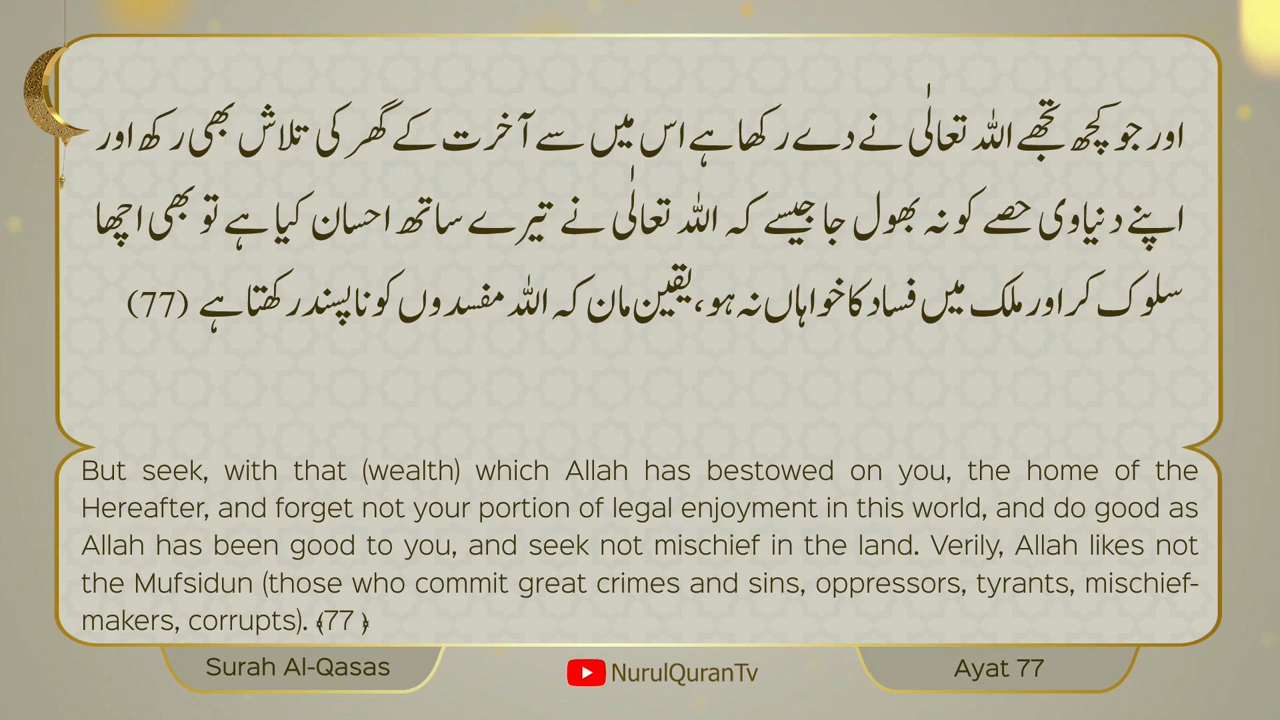 اور جو کچھ تجھے اللہ تعالٰی نے دے رکھا ہے اس میں سے آخرت کے گھر کی تلاش بھی رکھ اور
اپنے دنیاوی حصے کو نہ بھول جا جیسے کہ اللہ تعالٰی نے تیرے ساتھ احسان کیا ہے تو بھی اچھا
سلوک کر اور ملک میں فساد کا خواہاں نہ ہو، یقین مان کہ اللہ مفسدوں کو ناپسند رکھتا ہے (77)
But seek, with that (wealth) which Allah has bestowed on you, the home of the
Hereafter, and forget not your portion of legal enjoyment in this world, and do good as
Allah has been good to you, and seek not mischief in the land. Verily, Allah likes not
the Mufsidun (those who commit great crimes and sins, oppressors, tyrants, mischief-
makers, corrupts). ﴾77 ﴿
Surah Al-Qasas
NurulQuranTv
Ayat 77